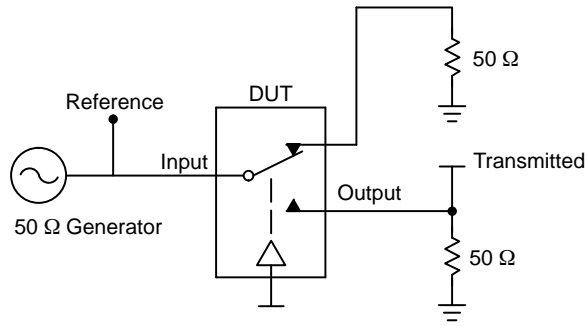 50 Ω
DUT
Reference
Input
Transmitted
Output
50 Ω Generator
50 Ω